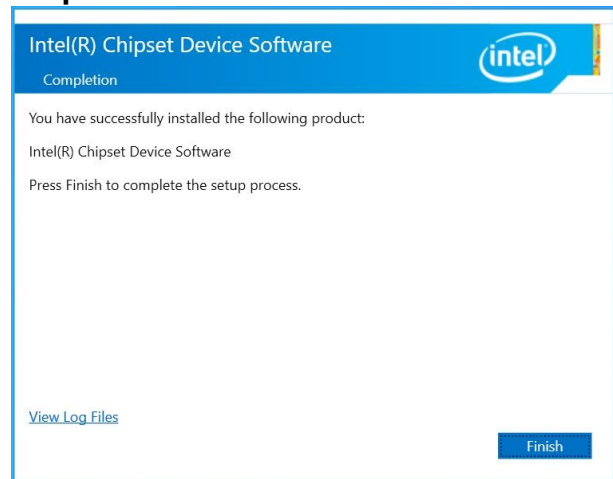 Intel(R) Chipset Device Software
intel
Completion
You have successfully installed the following product:
Intel(R) Chipset Device Software
Press Finish to complete the setup process.
View Log Files
Finish